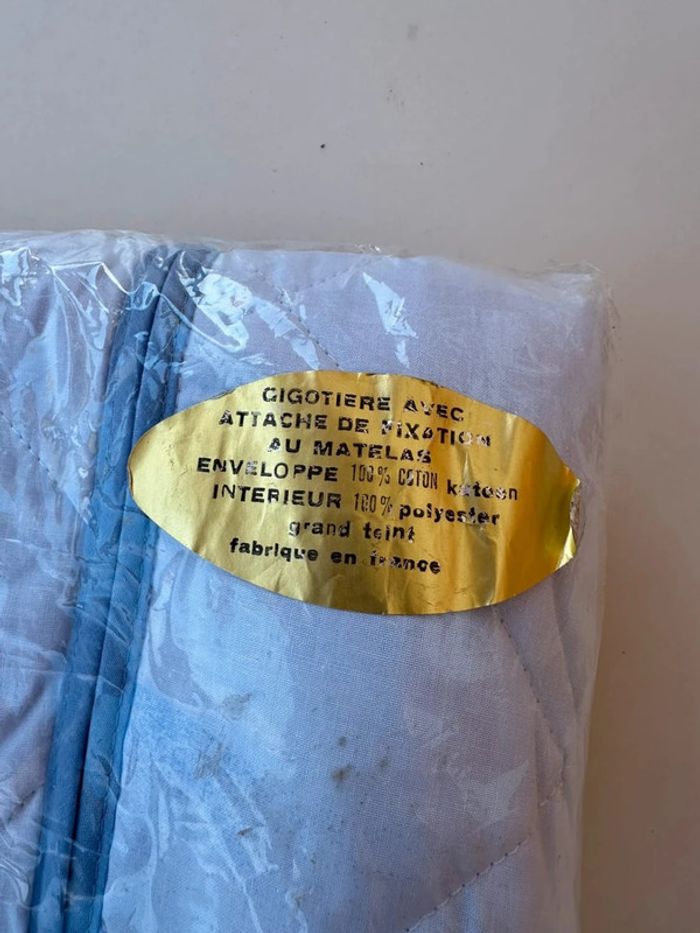 GIGOTIERE AVEC
ATTACHE DE FIXATION
AU MATELAS
ENVELOPPE 100% COTON katoen
INTERIEUR 100% polyester
grand teint
fabrique en france